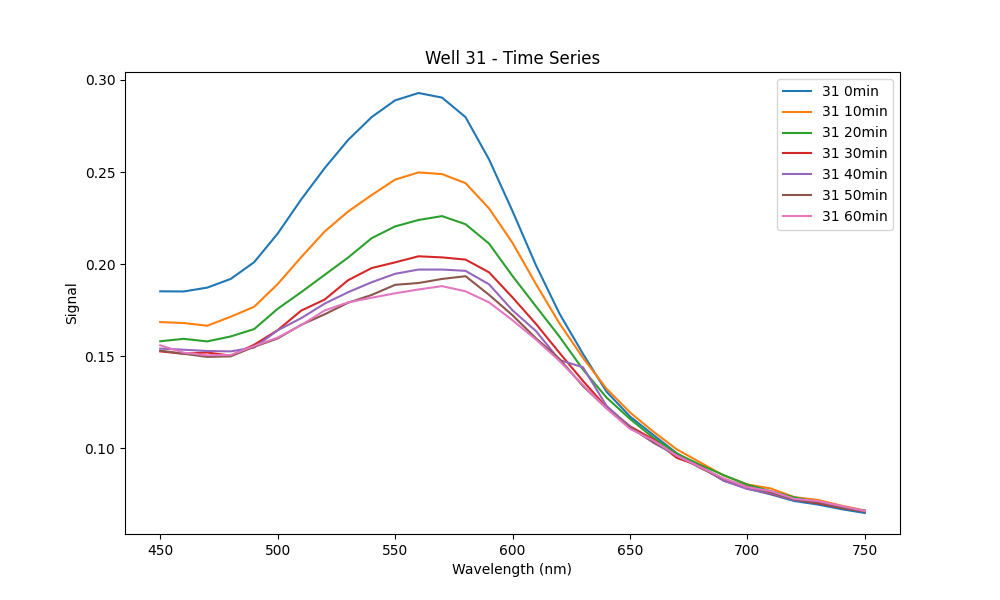 Well 31 - Time Series
0.30
0.25
0.20
0.15
0.10
Signal
450
500
550
600
650
700
750
Wavelength (nm)
31 0min
31 10min
31 20min
31 30min
31 40min
31 50min
31 60min